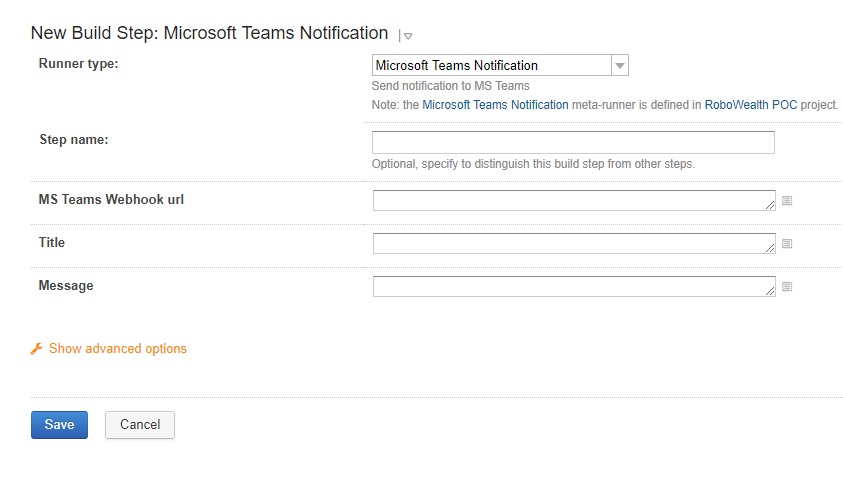 New Build Step: Microsoft Teams Notification
Runner type:
Microsoft Teams Notification
Send notification to MS Teams
Note: the Microsoft Teams Notification meta-runner is defined in RoboWealth POC project.
Step name:
Optional, specify to distinguish this build step from other steps.
MS Teams Webhook url
Title
Message
Show advanced options
Save
Cancel